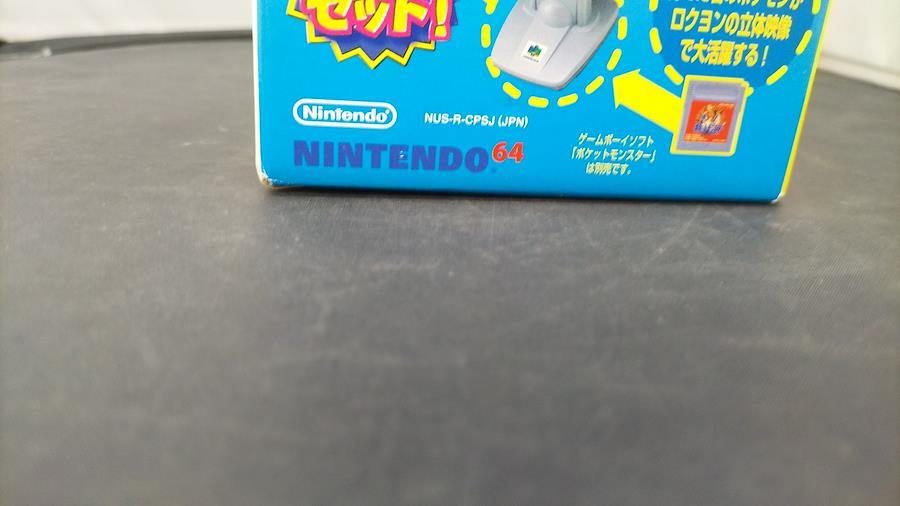 セット!
ロクヨンの立体映像
で大活躍する!
Nintendo
NUS-R-CPSJ (JPN)
NINTENDO 64
ゲームボーイソフト
「ポケットモンスター」
は別売です。